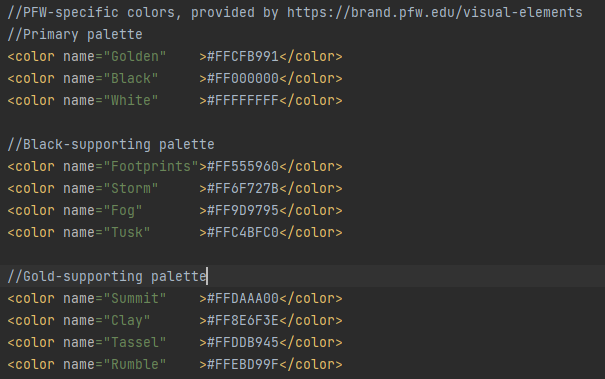 //PFW-specific colors, provided by https://brand.pfw.edu/visual-elements
//Primary palette
<color name="Golden"    >#FFCFB991</color>
<color name="Black"     >#FF000000</color>
<color name="White"     >#FFFFFFFF</color>

//Black-supporting palette
<color name="Footprints">#FF555960</color>
<color name="Storm"     >#FF6F727B</color>
<color name="Fog"       >#FF9D9795</color>
<color name="Tusk"      >#FFC4BFC0</color>

//Gold-supporting palette
<color name="Summit"    >#FFDAAA00</color>
<color name="Clay"      >#FF8E6F3E</color>
<color name="Tassel"    >#FFDDB945</color>
<color name="Rumble"    >#FFEBD99F</color>